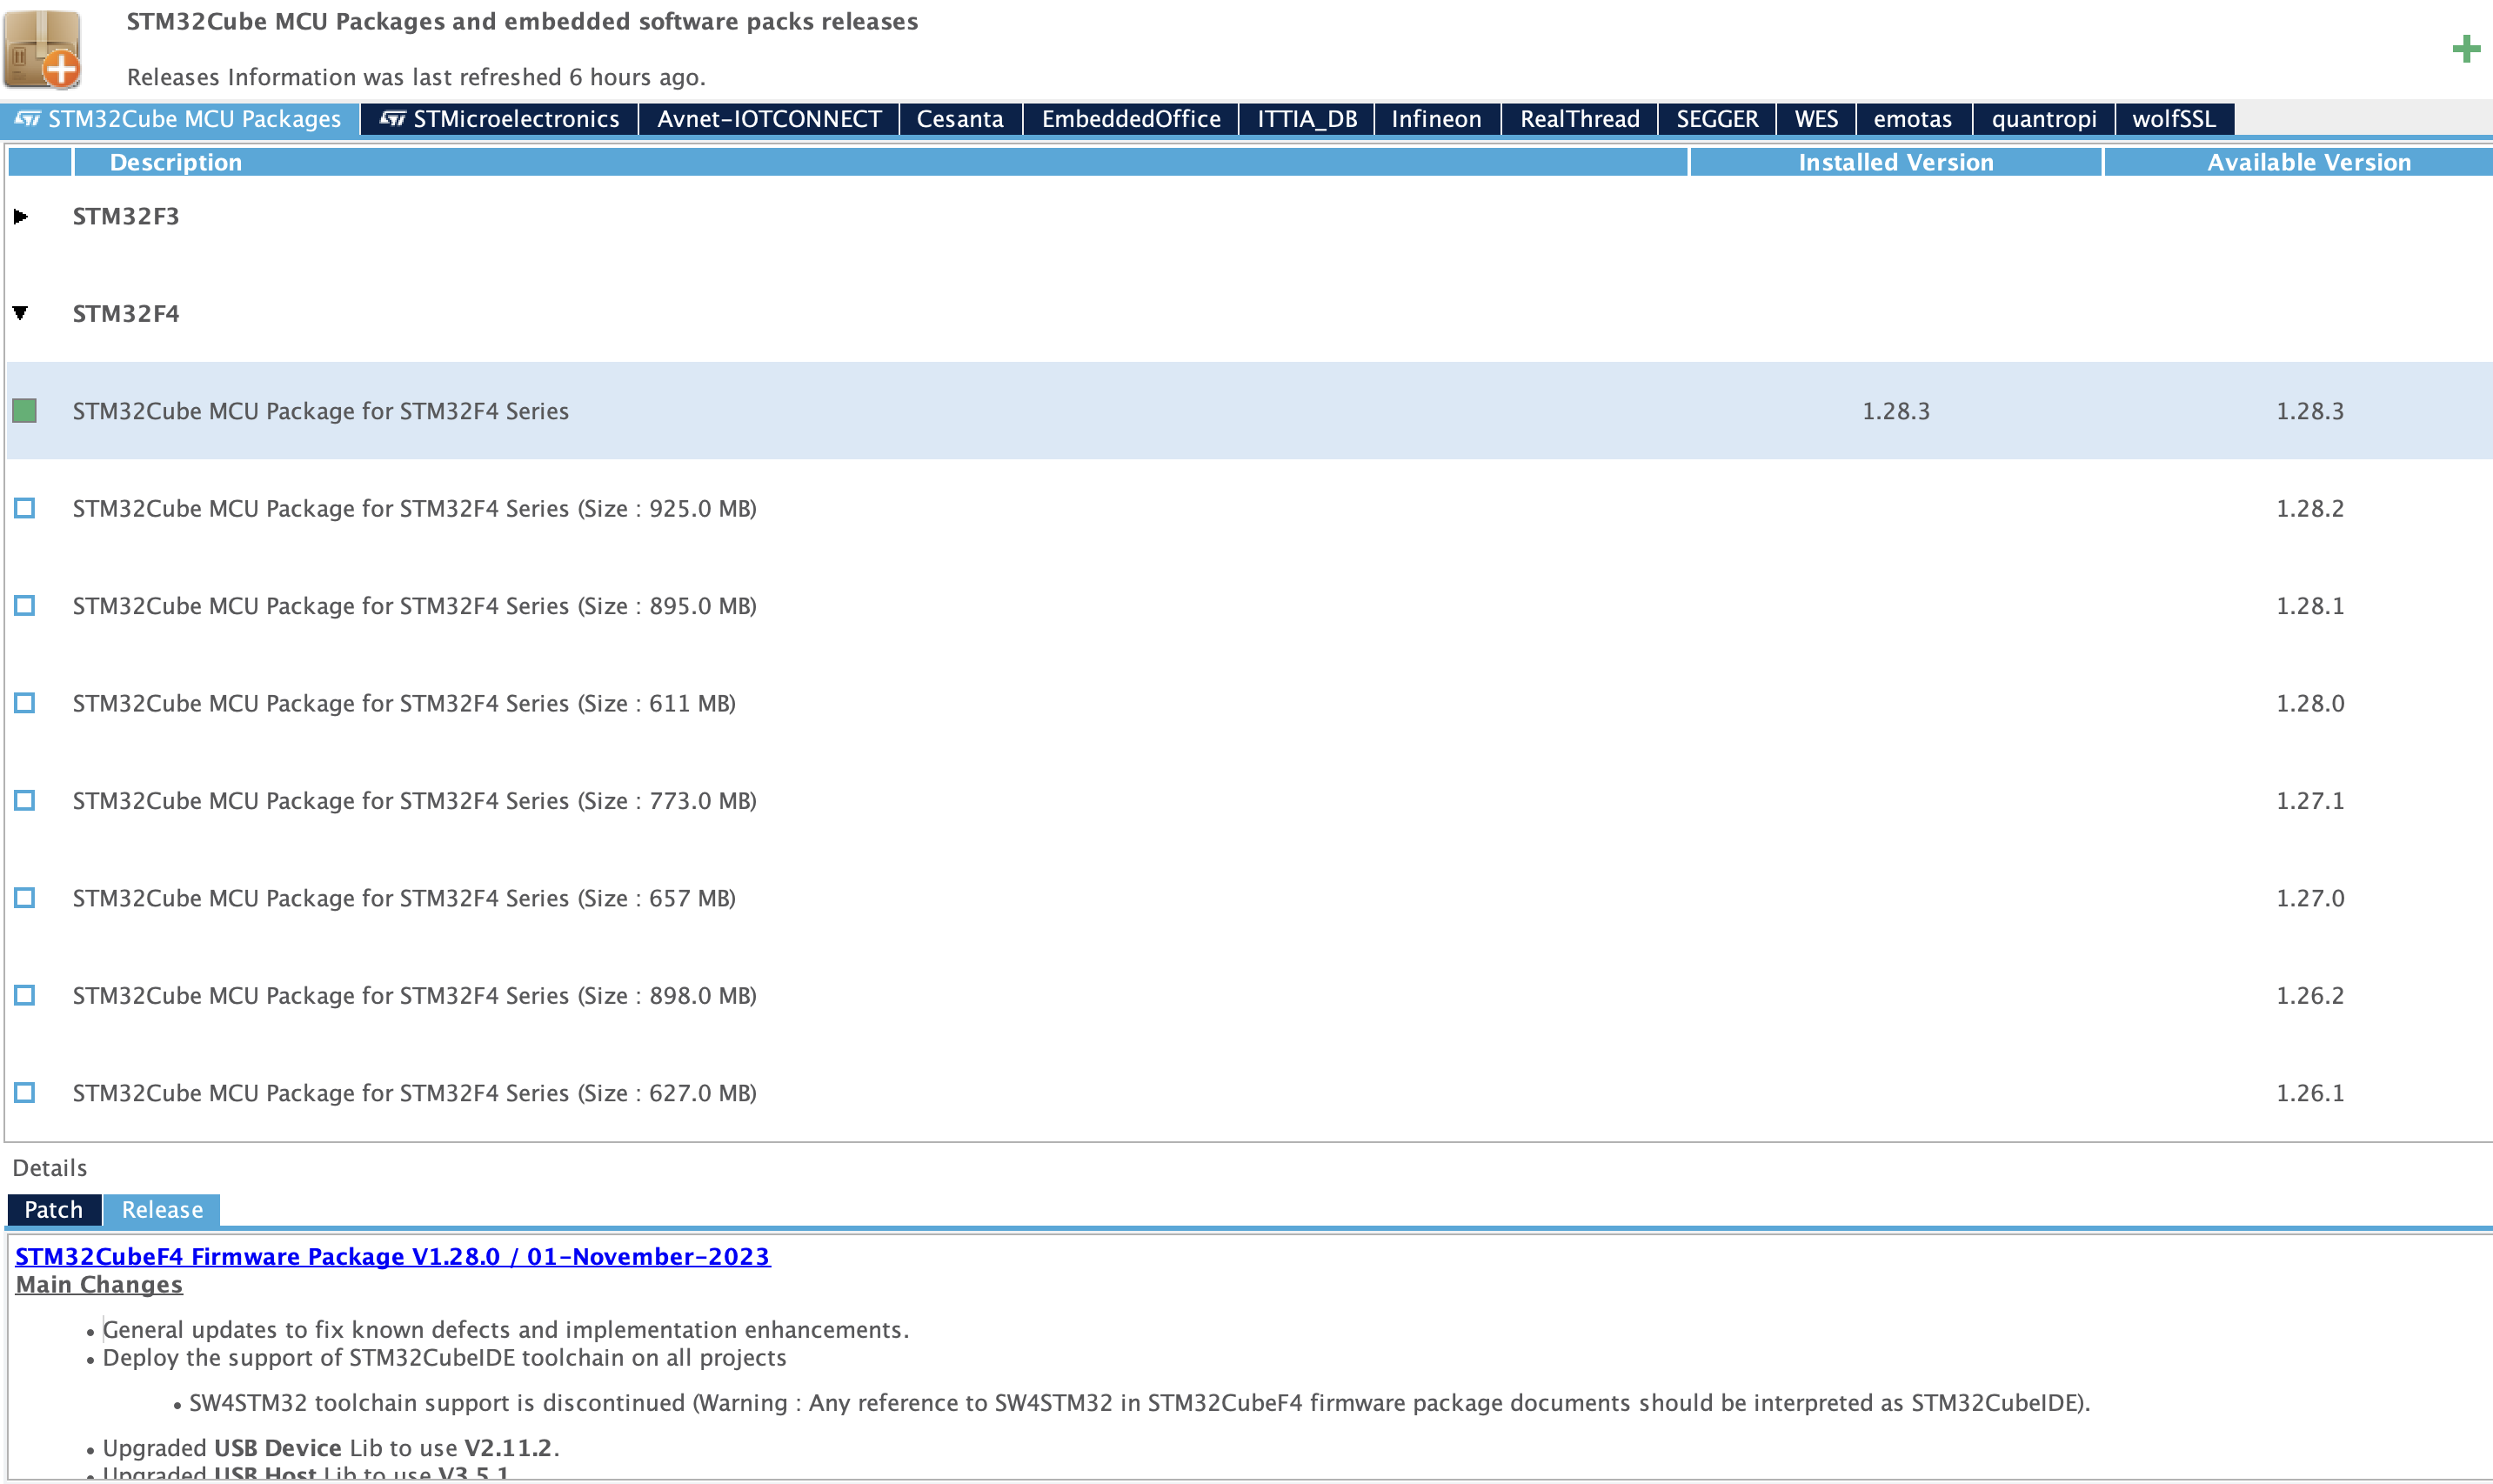 STM32Cube MCU Packages and embedded software packs releases
Releases Information was last refreshed 6 hours ago.
STM32Cube MCU Packages STMicroelectronics Avnet-IOTCONNECT Cesanta EmbeddedOffice ITTIA_DB Infineon RealThread SEGGER WES emotas quantropi wolfSSL
Description Installed Version Available Version
STM32F3
STM32F4
STM32Cube MCU Package for STM32F4 Series 1.28.3 1.28.3
STM32Cube MCU Package for STM32F4 Series (Size : 925.0 MB) 1.28.2
STM32Cube MCU Package for STM32F4 Series (Size : 895.0 MB) 1.28.1
STM32Cube MCU Package for STM32F4 Series (Size : 611 MB) 1.28.0
STM32Cube MCU Package for STM32F4 Series (Size : 773.0 MB) 1.27.1
STM32Cube MCU Package for STM32F4 Series (Size : 657 MB) 1.27.0
STM32Cube MCU Package for STM32F4 Series (Size : 898.0 MB) 1.26.2
STM32Cube MCU Package for STM32F4 Series (Size : 627.0 MB) 1.26.1
Details
Patch Release
STM32CubeF4 Firmware Package V1.28.0 / 01-November-2023
Main Changes
• General updates to fix known defects and implementation enhancements.
• Deploy the support of STM32CubeIDE toolchain on all projects
• SW4STM32 toolchain support is discontinued (Warning : Any reference to SW4STM32 in STM32CubeF4 firmware package documents should be interpreted as STM32CubeIDE).
• Upgraded USB Device Lib to use V2.11.2.
• Upgraded USB Host Lib to use V3.5.1